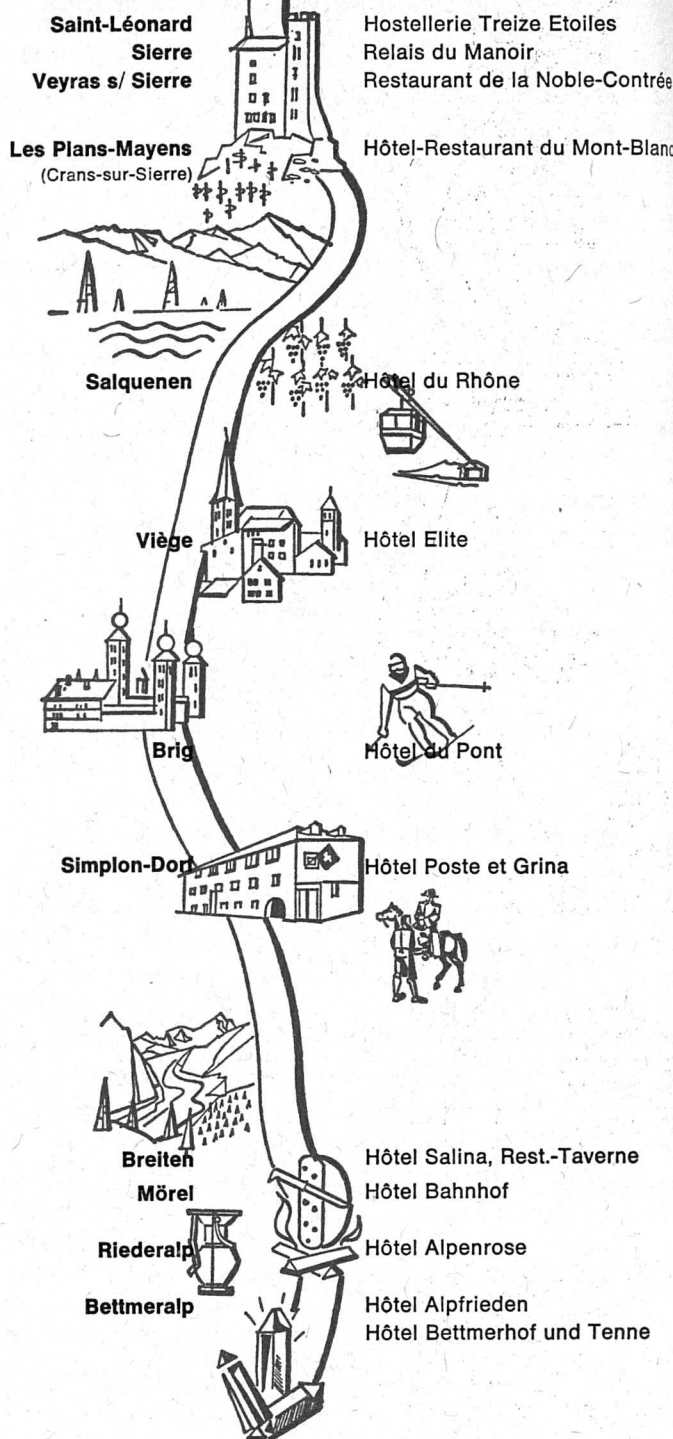 Saint-Léonard Hostellerie Treize Etoiles
Sierre Relais du Manoir
Veyras s/ Sierre Restaurant de la Noble-Contrée
Les Plans-Mayens Hôtel-Restaurant du Mont-Blanc
(Crans-sur-Sierre)
Salquenen Hôtel du Rhône
Viège Hôtel Elite
Brig Hôtel du Pont
Simplon-Dorf Hôtel Poste et Grina
Breiten Hôtel Salina, Rest.-Taverne
Mörel Hôtel Bahnhof
Riederalp Hôtel Alpenrose
Bettmeralp Hôtel Alpfrieden
Hôtel Bettmerhof und Tenne